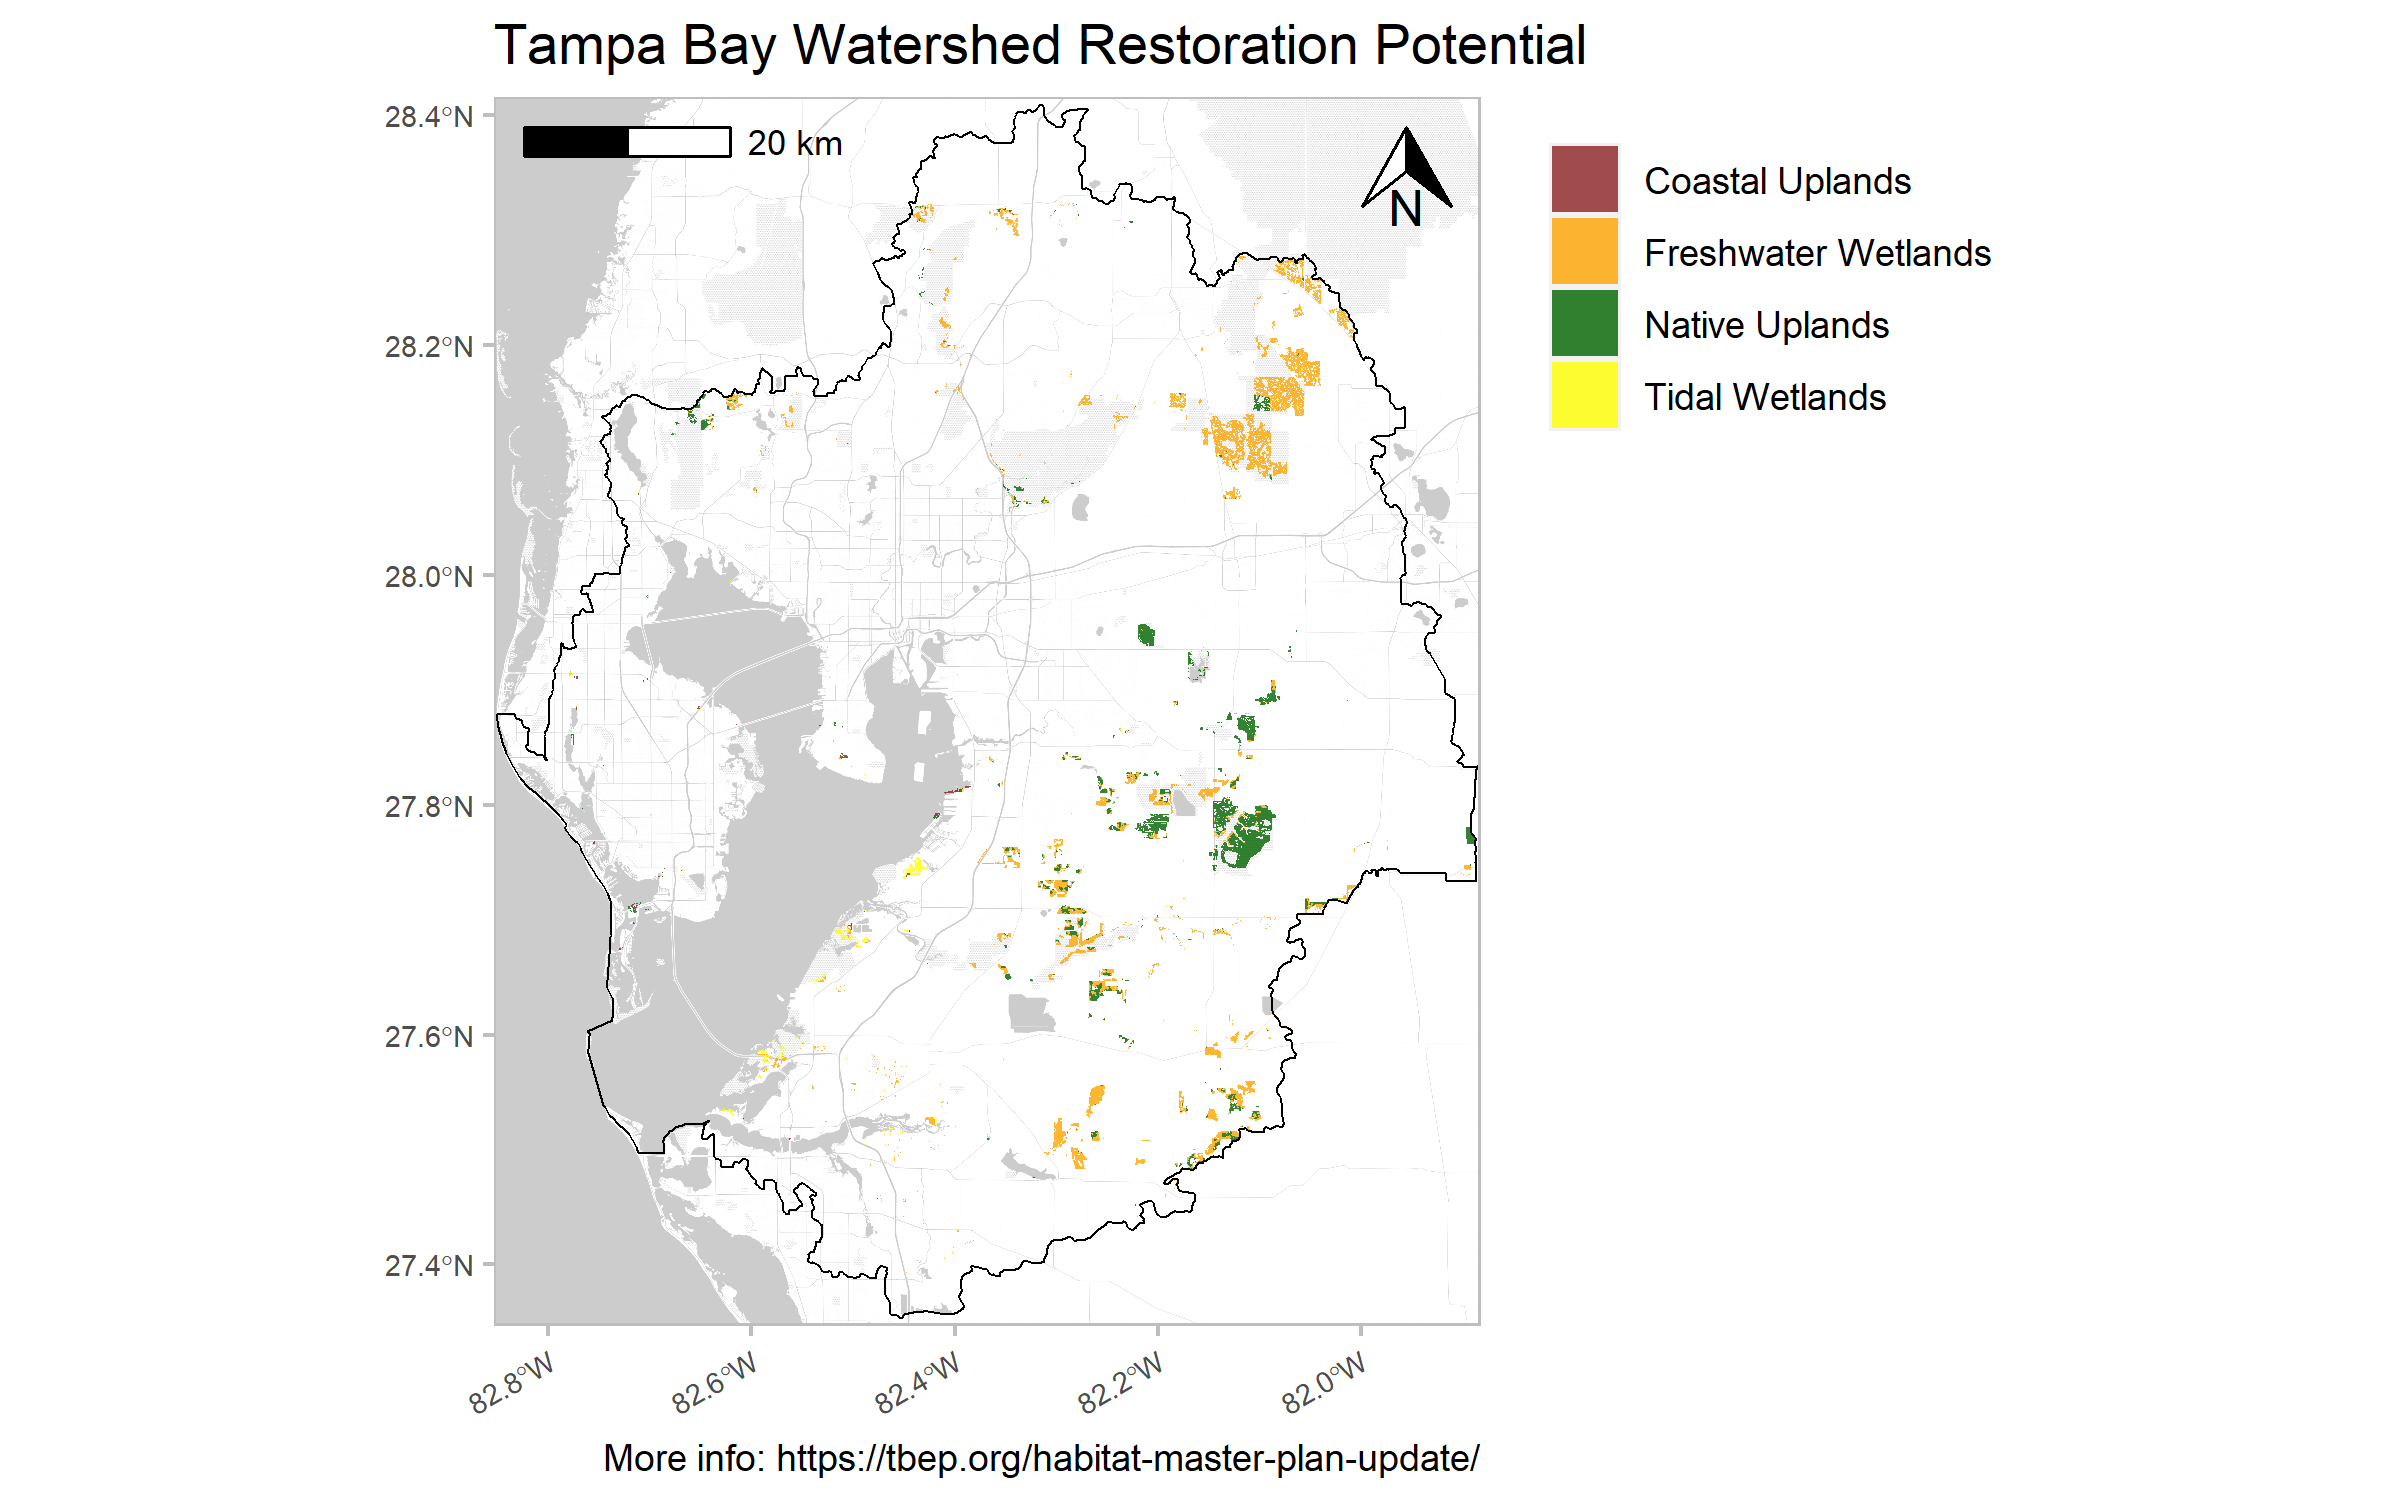 Tampa Bay Watershed Restoration Potential
28.4°N
28.2°N
28.0°N
27.8°N
27.6°N
27.4°N
20 km
N
Coastal Uplands
Freshwater Wetlands
Native Uplands
Tidal Wetlands
82.8°W
82.6°W
82.4°W
82.2°W
82.0°W
More info: https://tbep.org/habitat-master-plan-update/